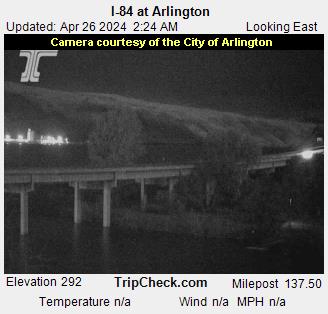 I-84 at Arlington
Updated: Apr 26 2024 2:24 AM Looking East
Camera courtesy of the City of Arlington
Elevation 292 TripCheck.com Milepost 137.50
Temperature n/a Wind n/a MPH n/a